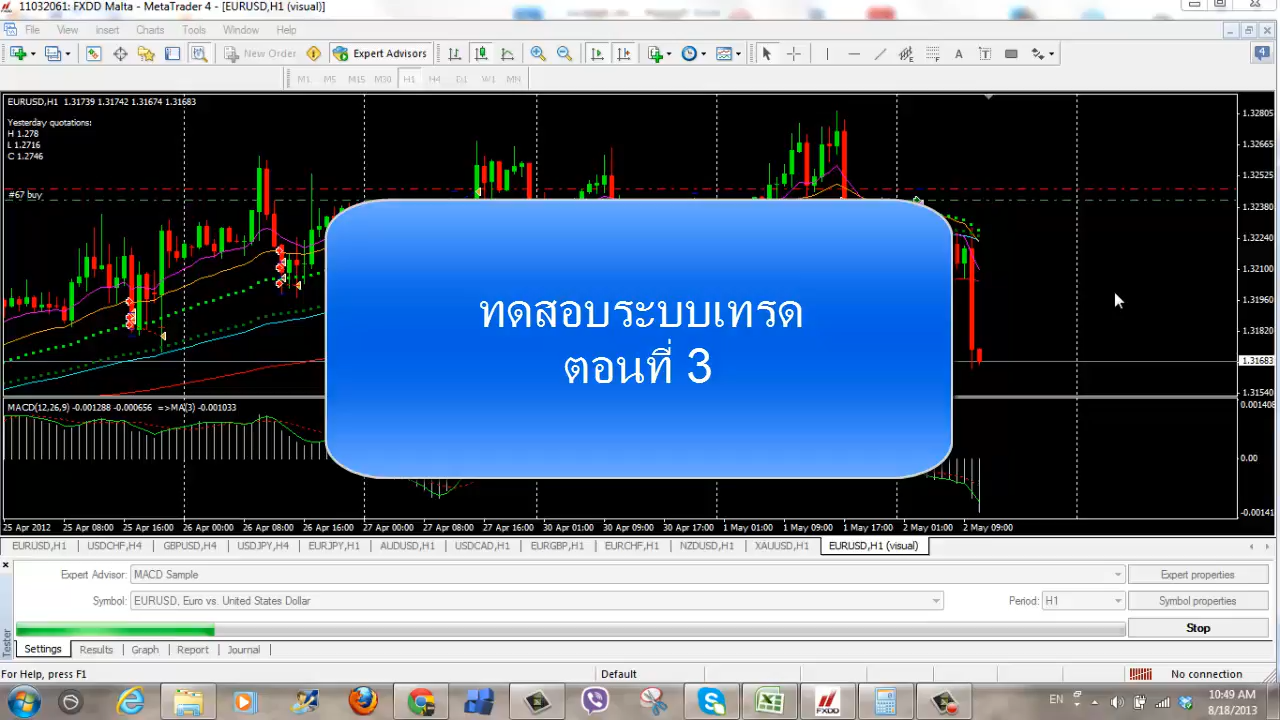 11032061: FXDD Malta - MetaTrader 4 - [EURUSD,H1 (visual)]
File View Insert Charts Tools Window Help
New Order Expert Advisors
4
M1 M5 M15 M30 H1 H4 D1 W1 MN
EURUSD,H1 1.31739 1.31742 1.31674 1.31683
Yesterday quotations:
H 1.278
L 1.2716
C 1.2746
#67 buy
1.32805
1.32665
1.32525
1.32380
1.32240
1.32100
1.31960
1.31820
1.31683
1.31540
ทดสอบระบบเทรด
ตอนที่ 3
MACD(12,26,9) -0.001288 -0.000656 =>MA(3) -0.001033
0.001408
0.00
-0.00141
25 Apr 2012 25 Apr 08:00 25 Apr 16:00 26 Apr 00:00 26 Apr 08:00 26 Apr 16:00 27 Apr 00:00 27 Apr 08:00 27 Apr 16:00 30 Apr 01:00 30 Apr 09:00 30 Apr 17:00 1 May 01:00 1 May 09:00 1 May 17:00 2 May 01:00 2 May 09:00
EURUSD,H1 USDCHF,H4 GBPUSD,H4 USDJPY,H4 EURJPY,H1 AUDUSD,H1 USDCAD,H1 EURGBP,H1 EURCHF,H1 NZDUSD,H1 XAUUSD,H1 EURUSD,H1 (visual)
Expert Advisor: MACD Sample Expert properties
Symbol: EURUSD, Euro vs. United States Dollar Period: H1 Symbol properties
Stop
Tester
Settings Results Graph Report Journal
For Help, press F1 Default No connection
FXDD
EN
10:49 AM
8/18/2013